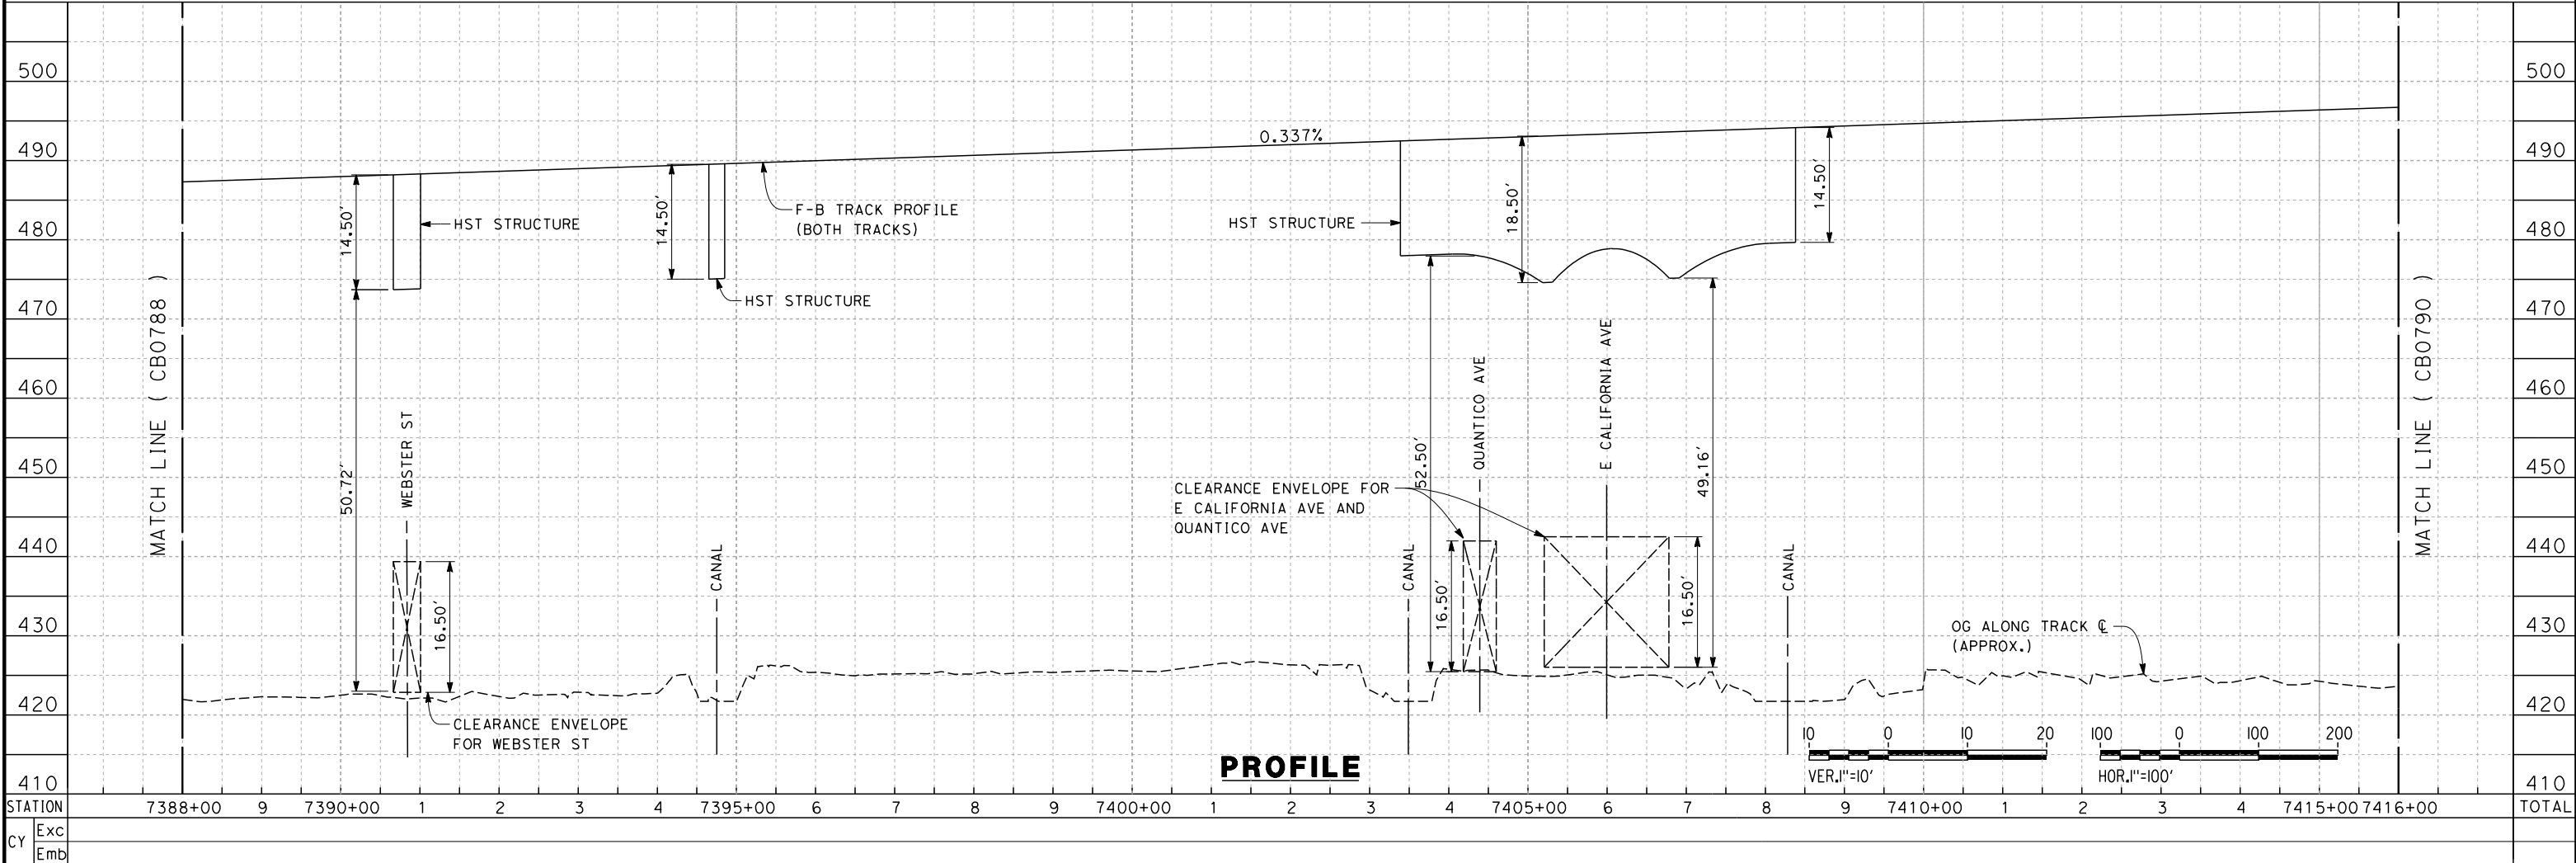 500
490
480
470
460
450
440
430
420
410
500
490
480
470
460
450
440
430
420
410
MATCH LINE ( CB0788 )
MATCH LINE ( CB0790 )
0.337%
14.50'
HST STRUCTURE
50.72'
WEBSTER ST
16.50'
CLEARANCE ENVELOPE
FOR WEBSTER ST
14.50'
F-B TRACK PROFILE
(BOTH TRACKS)
HST STRUCTURE
CANAL
HST STRUCTURE
18.50'
14.50'
52.50'
QUANTICO AVE
E CALIFORNIA AVE
49.16'
CLEARANCE ENVELOPE FOR
E CALIFORNIA AVE AND
QUANTICO AVE
CANAL
16.50'
16.50'
CANAL
OG ALONG TRACK ℄
(APPROX.)
PROFILE
10 0 10 20
VER.1"=10'
100 0 100 200
HOR.1"=100'
STATION 7388+00 9 7390+00 1 2 3 4 7395+00 6 7 8 9 7400+00 1 2 3 4 7405+00 6 7 8 9 7410+00 1 2 3 4 7415+00 7416+00 TOTAL
CY
Exc
Emb